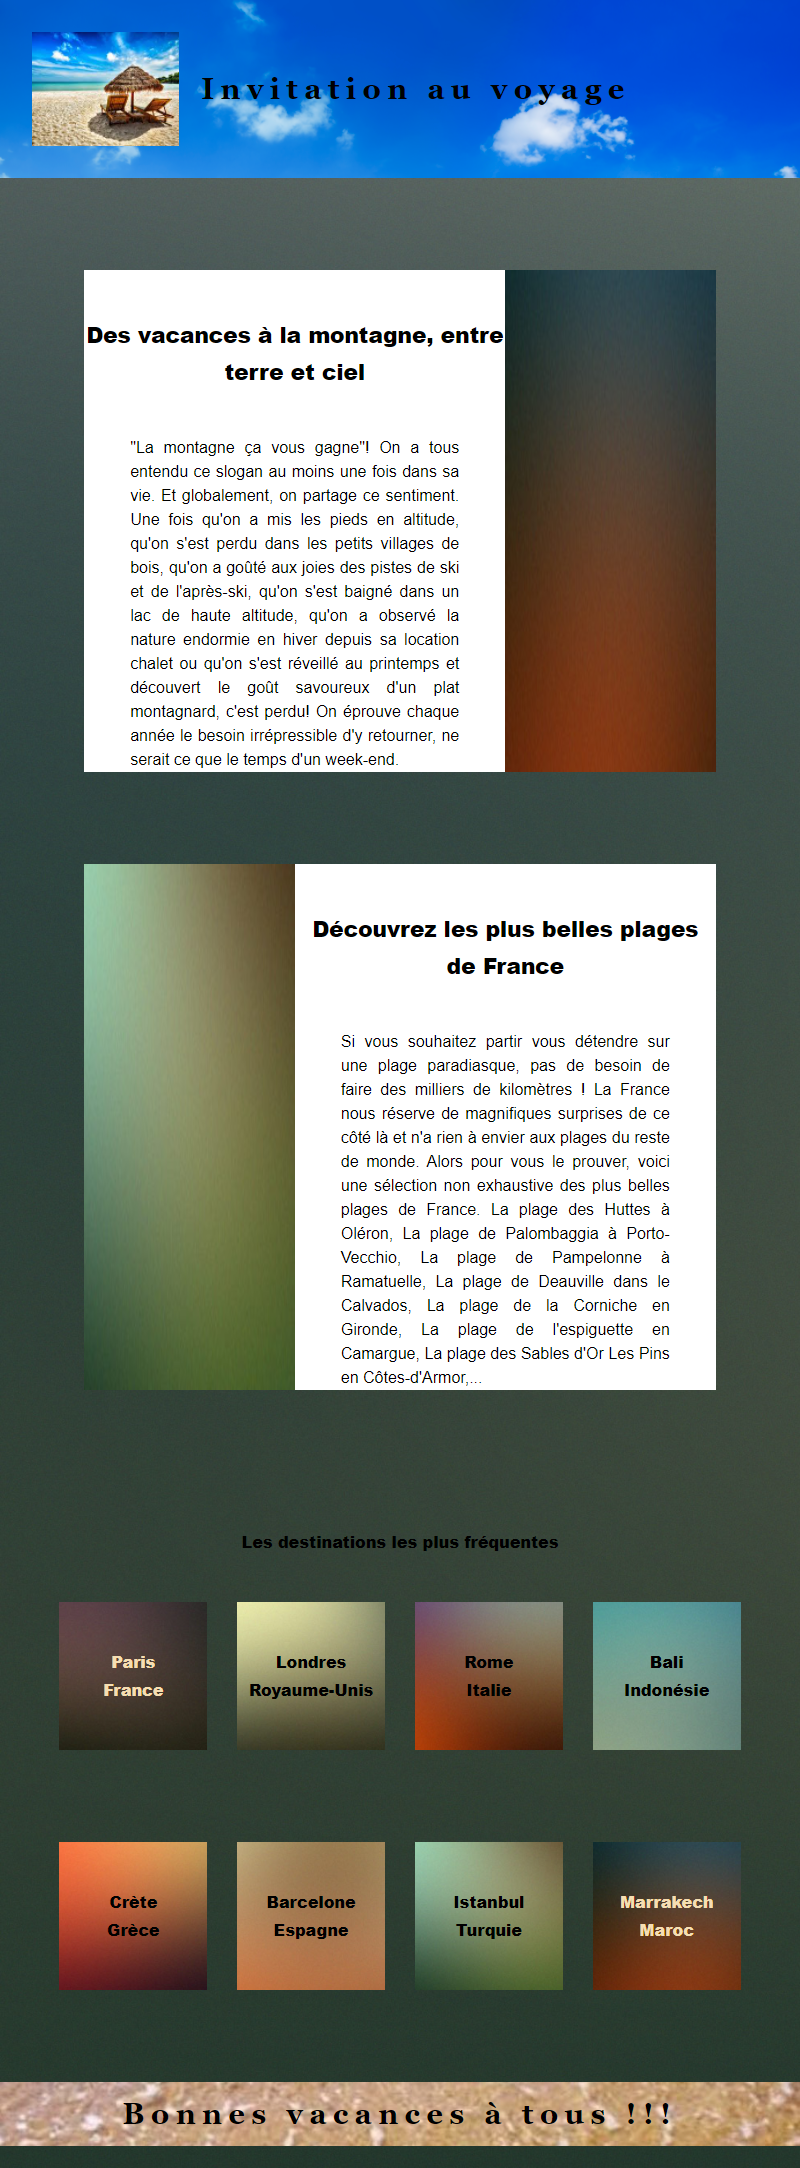 Invitation au voyage
Des vacances à la montagne, entre
terre et ciel
"La montagne ça vous gagne"! On a tous
entendu ce slogan au moins une fois dans sa
vie. Et globalement, on partage ce sentiment.
Une fois qu'on a mis les pieds en altitude,
qu'on s'est perdu dans les petits villages de
bois, qu'on a goûté aux joies des pistes de ski
et de l'après-ski, qu'on s'est baigné dans un
lac de haute altitude, qu'on a observé la
nature endormie en hiver depuis sa location
chalet ou qu'on s'est réveillé au printemps et
découvert le goût savoureux d'un plat
montagnard, c'est perdu! On éprouve chaque
année le besoin irrépressible d'y retourner, ne
serait ce que le temps d'un week-end.
Découvrez les plus belles plages
de France
Si vous souhaitez partir vous détendre sur
une plage paradiasque, pas de besoin de
faire des milliers de kilomètres ! La France
nous réserve de magnifiques surprises de ce
côté là et n'a rien à envier aux plages du reste
de monde. Alors pour vous le prouver, voici
une sélection non exhaustive des plus belles
plages de France. La plage des Huttes à
Oléron, La plage de Palombaggia à Porto-
Vecchio, La plage de Pampelonne à
Ramatuelle, La plage de Deauville dans le
Calvados, La plage de la Corniche en
Gironde, La plage de l'espiguette en
Camargue, La plage des Sables d'Or Les Pins
en Côtes-d'Armor,...
Les destinations les plus fréquentes
Paris
France
Londres
Royaume-Unis
Rome
Italie
Bali
Indonésie
Crète
Grèce
Barcelone
Espagne
Istanbul
Turquie
Marrakech
Maroc
Bonnes vacances à tous !!!